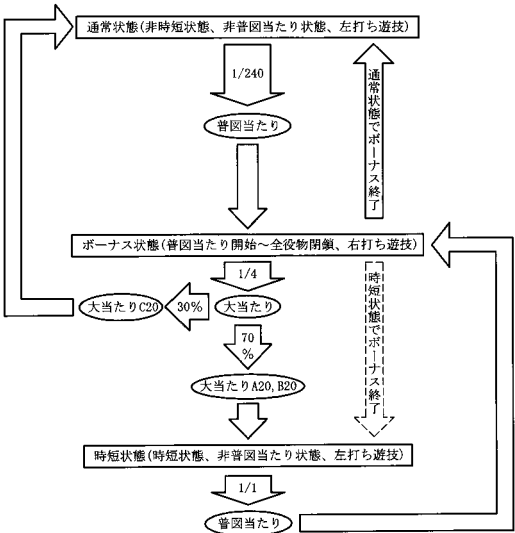 通常状態(非時短状態、非普図当たり状態、左打ち遊技)
1/240
普図当たり
通常状態でボーナス終了
ボーナス状態(普図当たり開始～全役物閉鎖、右打ち遊技)
1/4
大当たりC20
30%
大当たり
時短状態でボーナス終了
70
%
大当たりA20,B20
時短状態(時短状態、非普図当たり状態、左打ち遊技)
1/1
普図当たり